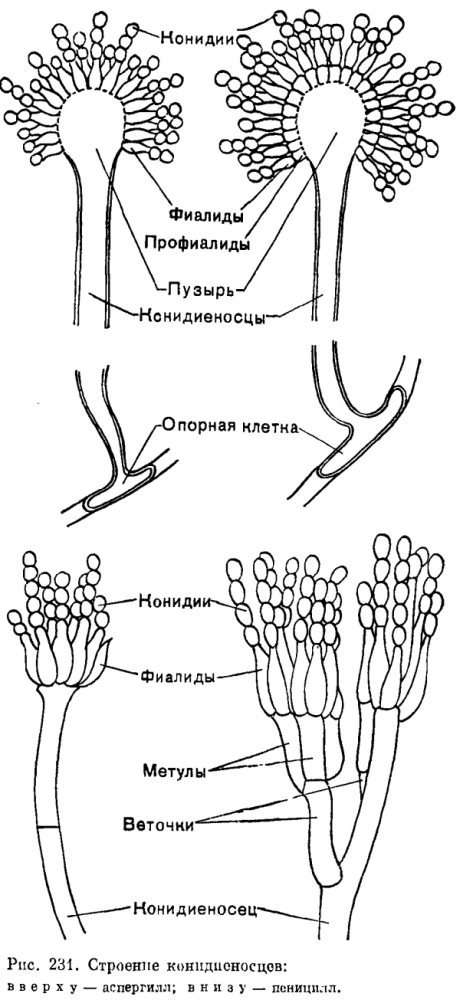 Конидии
Фиалиды
Профиалиды
Пузырь
Конидиеносцы
Опорная клетка
Конидии
Фиалиды
Метулы
Веточки
Конидиеносец
Рис. 231. Строение конидиеносцев:
вверху — аспергилл; внизу — пеницилл.